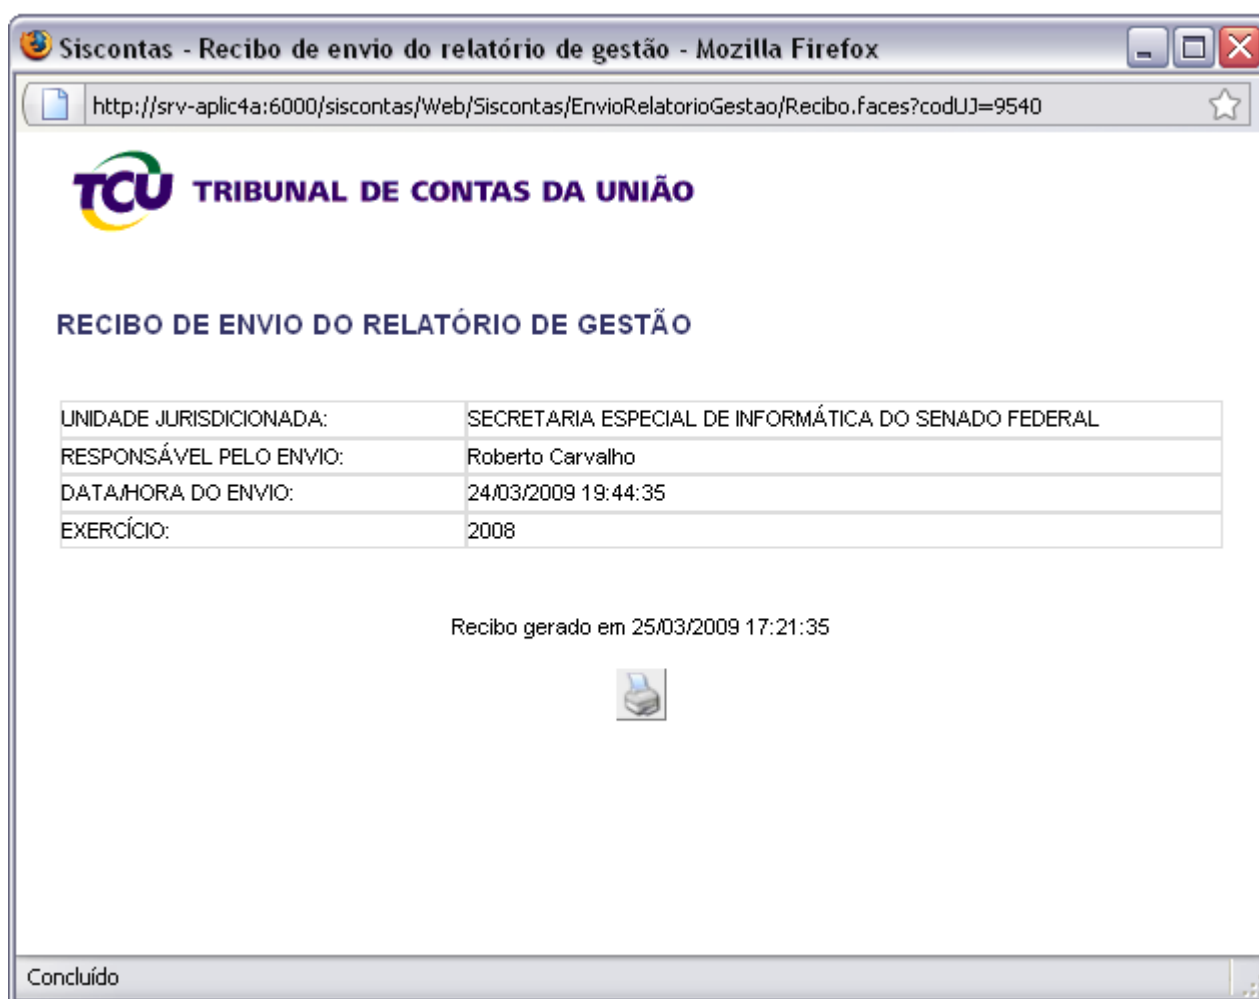 Siscontas - Recibo de envio do relatório de gestão - Mozilla Firefox
http://srv-aplic4a:6000/siscontas/Web/Siscontas/EnvioRelatorioGestao/Recibo.faces?codUJ=9540
TCU TRIBUNAL DE CONTAS DA UNIÃO
RECIBO DE ENVIO DO RELATÓRIO DE GESTÃO
UNIDADE JURISDICIONADA: SECRETARIA ESPECIAL DE INFORMÁTICA DO SENADO FEDERAL
RESPONSÁVEL PELO ENVIO: Roberto Carvalho
DATA/HORA DO ENVIO: 24/03/2009 19:44:35
EXERCÍCIO: 2008
Recibo gerado em 25/03/2009 17:21:35
Concluído